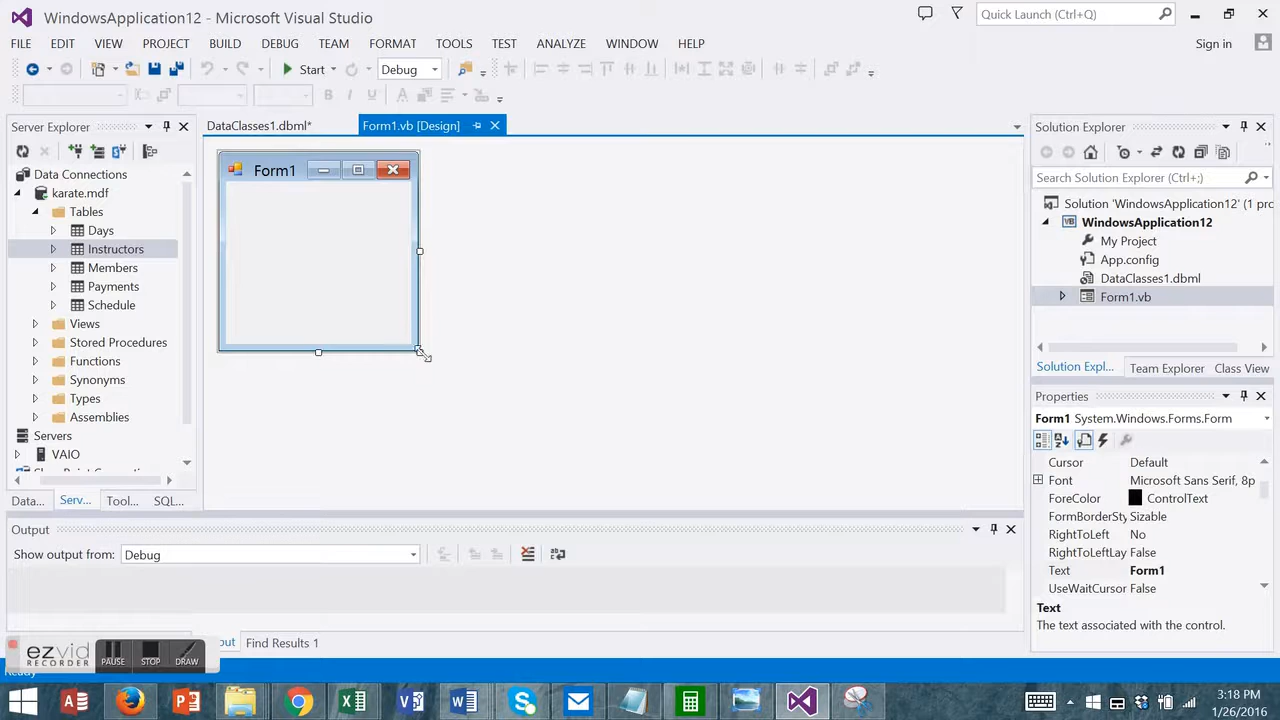 WindowsApplication12 - Microsoft Visual Studio
Quick Launch (Ctrl+;)
FILE EDIT VIEW PROJECT BUILD DEBUG TEAM FORMAT TOOLS TEST ANALYZE WINDOW HELP
Sign in
Start
Debug
B I U A
Server Explorer
Data Connections
karate.mdf
Tables
Days
Instructors
Members
Payments
Schedule
Views
Stored Procedures
Functions
Synonyms
Types
Assemblies
Servers
VAIO
Data... Serv... Tool... SQL...
DataClasses1.dbml*
Form1.vb [Design]
Form1
Solution Explorer
Search Solution Explorer (Ctrl+;)
Solution 'WindowsApplication12' (1 pro
VB WindowsApplication12
My Project
App.config
DataClasses1.dbml
Form1.vb
Solution Expl... Team Explorer Class View
Properties
Form1 System.Windows.Forms.Form
Cursor Default
Font Microsoft Sans Serif, 8p
ForeColor ControlText
FormBorderSty Sizable
RightToLeft No
RightToLeftLay False
Text Form1
UseWaitCursor False
Text
The text associated with the control.
Output
Show output from: Debug
out
Find Results 1
ezvid
RECORDER
PAUSE STOP DRAW
Ready
3:18 PM
1/26/2016